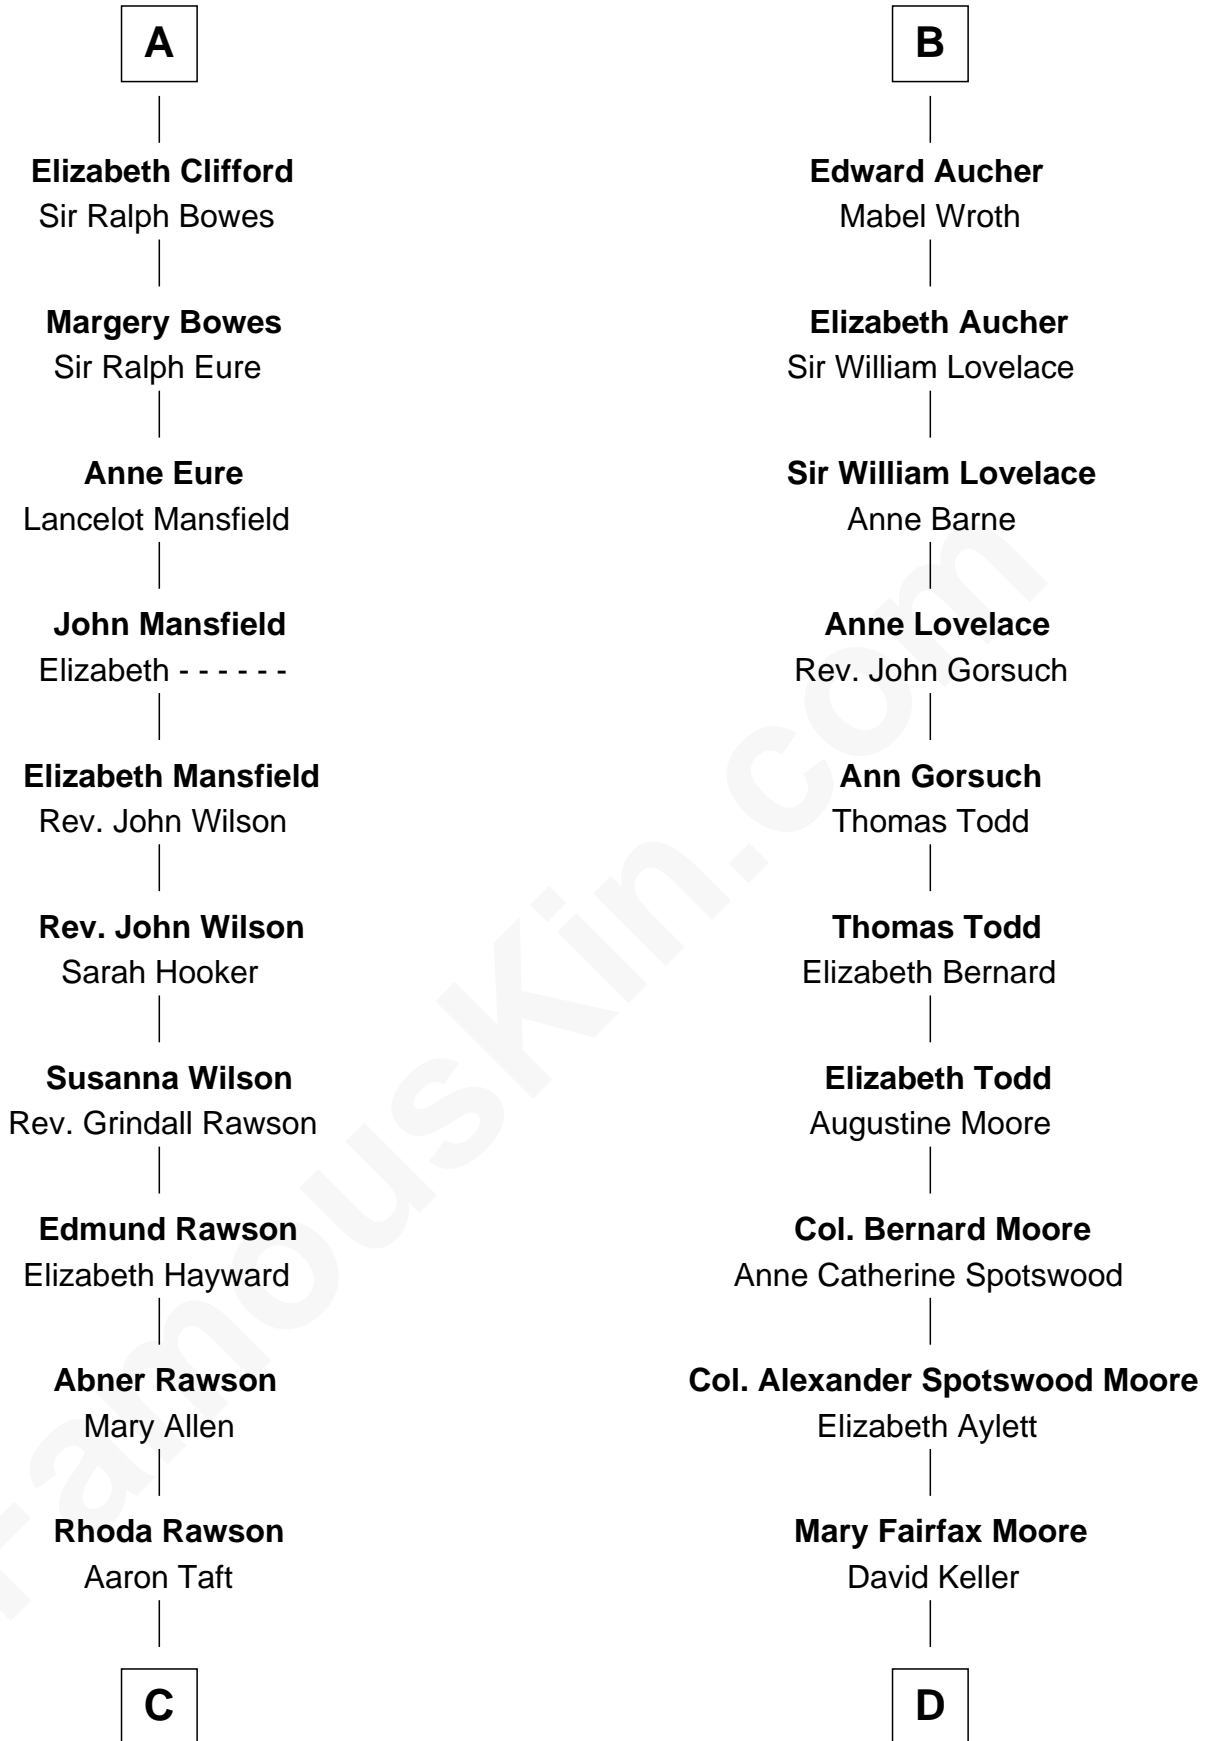 A
Elizabeth Clifford
Sir Ralph Bowes
Margery Bowes
Sir Ralph Eure
Anne Eure
Lancelot Mansfield
John Mansfield
Elizabeth - - - - - -
Elizabeth Mansfield
Rev. John Wilson
Rev. John Wilson
Sarah Hooker
Susanna Wilson
Rev. Grindall Rawson
Edmund Rawson
Elizabeth Hayward
Abner Rawson
Mary Allen
Rhoda Rawson
Aaron Taft
C
B
Edward Aucher
Mabel Wroth
Elizabeth Aucher
Sir William Lovelace
Sir William Lovelace
Anne Barne
Anne Lovelace
Rev. John Gorsuch
Ann Gorsuch
Thomas Todd
Thomas Todd
Elizabeth Bernard
Elizabeth Todd
Augustine Moore
Col. Bernard Moore
Anne Catherine Spotswood
Col. Alexander Spotswood Moore
Elizabeth Aylett
Mary Fairfax Moore
David Keller
D
FamousKin.com